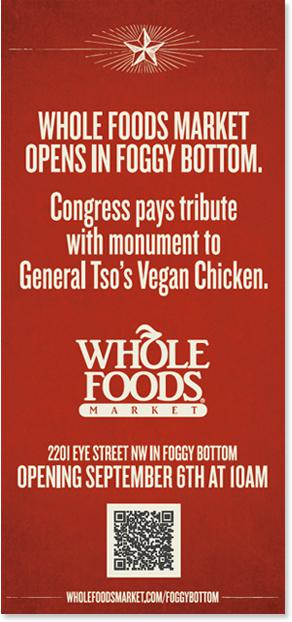 WHOLE FOODS MARKET
OPENS IN FOGGY BOTTOM.
Congress pays tribute
with monument to
General Tso's Vegan Chicken.
WHOLE
FOODS®
MARKET
2201 EYE STREET NW IN FOGGY BOTTOM
OPENING SEPTEMBER 6TH AT 10AM
WHOLEFOODSMARKET.COM/FOGGYBOTTOM